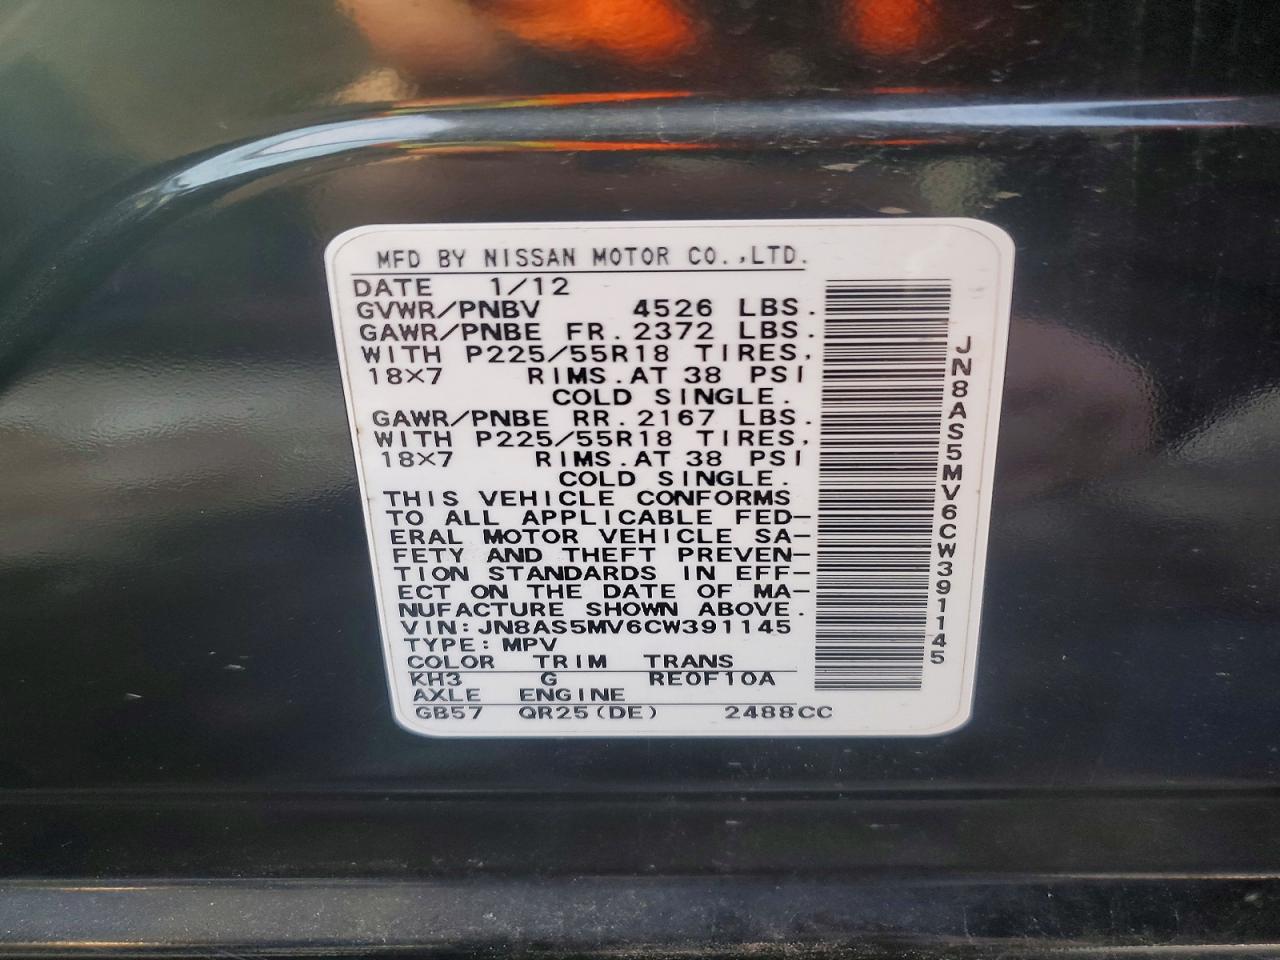 MFD BY NISSAN MOTOR CO.,LTD.
DATE 1/12
GVWR/PNBV 4526 LBS.
GAWR/PNBE FR. 2372 LBS.
WITH P225/55R18 TIRES,
18×7 RIMS.AT 38 PSI
COLD SINGLE.
GAWR/PNBE RR. 2167 LBS.
WITH P225/55R18 TIRES,
18×7 RIMS.AT 38 PSI
COLD SINGLE.
THIS VEHICLE CONFORMS
TO ALL APPLICABLE FED-
ERAL MOTOR VEHICLE SA-
FETY AND THEFT PREVEN-
TION STANDARDS IN EFF-
ECT ON THE DATE OF MA-
NUFACTURE SHOWN ABOVE.
VIN:JN8AS5MV6CW391145
TYPE: MPV
COLOR TRIM TRANS
KH3 G RE0F10A
AXLE ENGINE
GB57 QR25(DE) 2488CC
JN8AS5MV6CW391145